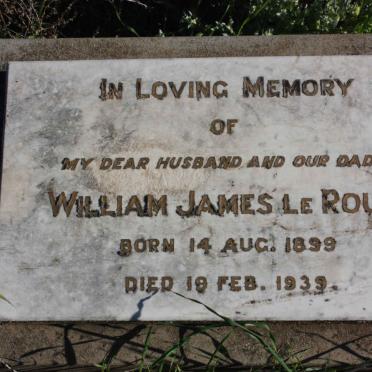 IN LOVING MEMORY
OF
MY DEAR HUSBAND AND OUR DAD
WILLIAM JAMES LE ROU
BORN 14 AUG. 1899
DIED 19 FEB. 1939.